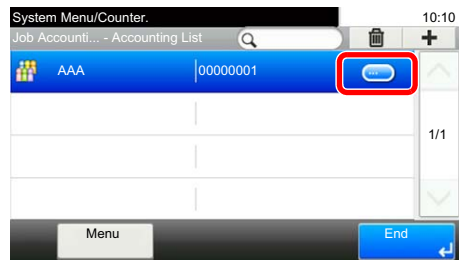 System Menu/Counter.
10:10
Job Accounti... - Accounting List
AAA
00000001
1/1
Menu
End